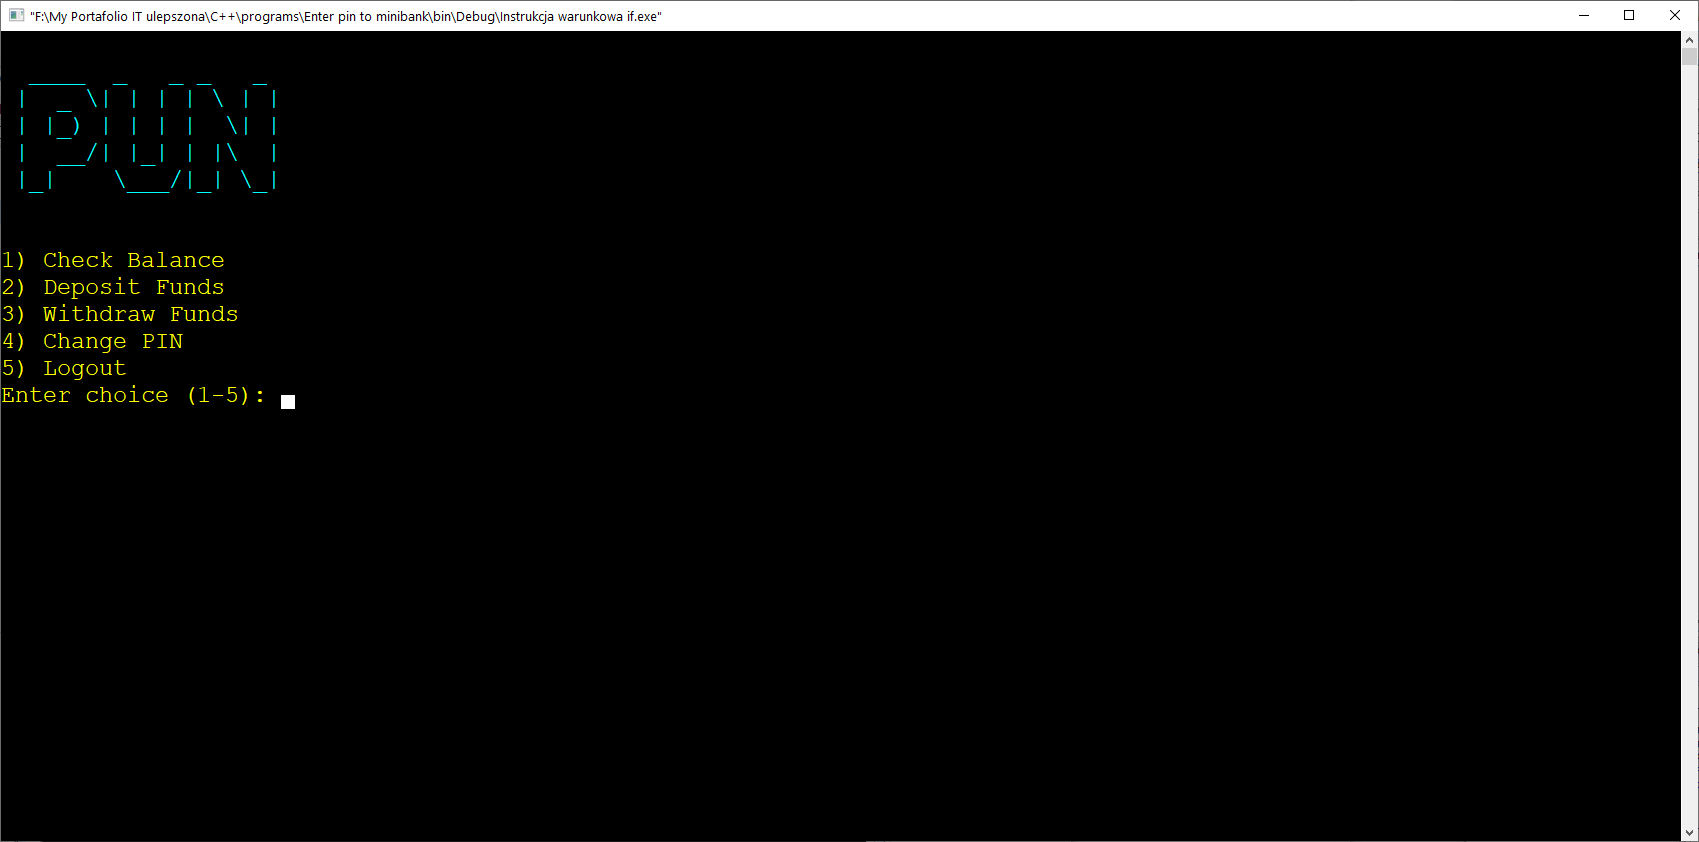 "F:\My Portafolio IT ulepszona\C++\programs\Enter pin to minibank\bin\Debug\Instrukcja warunkowa if.exe"
PUN
1) Check Balance
2) Deposit Funds
3) Withdraw Funds
4) Change PIN
5) Logout
Enter choice (1-5):